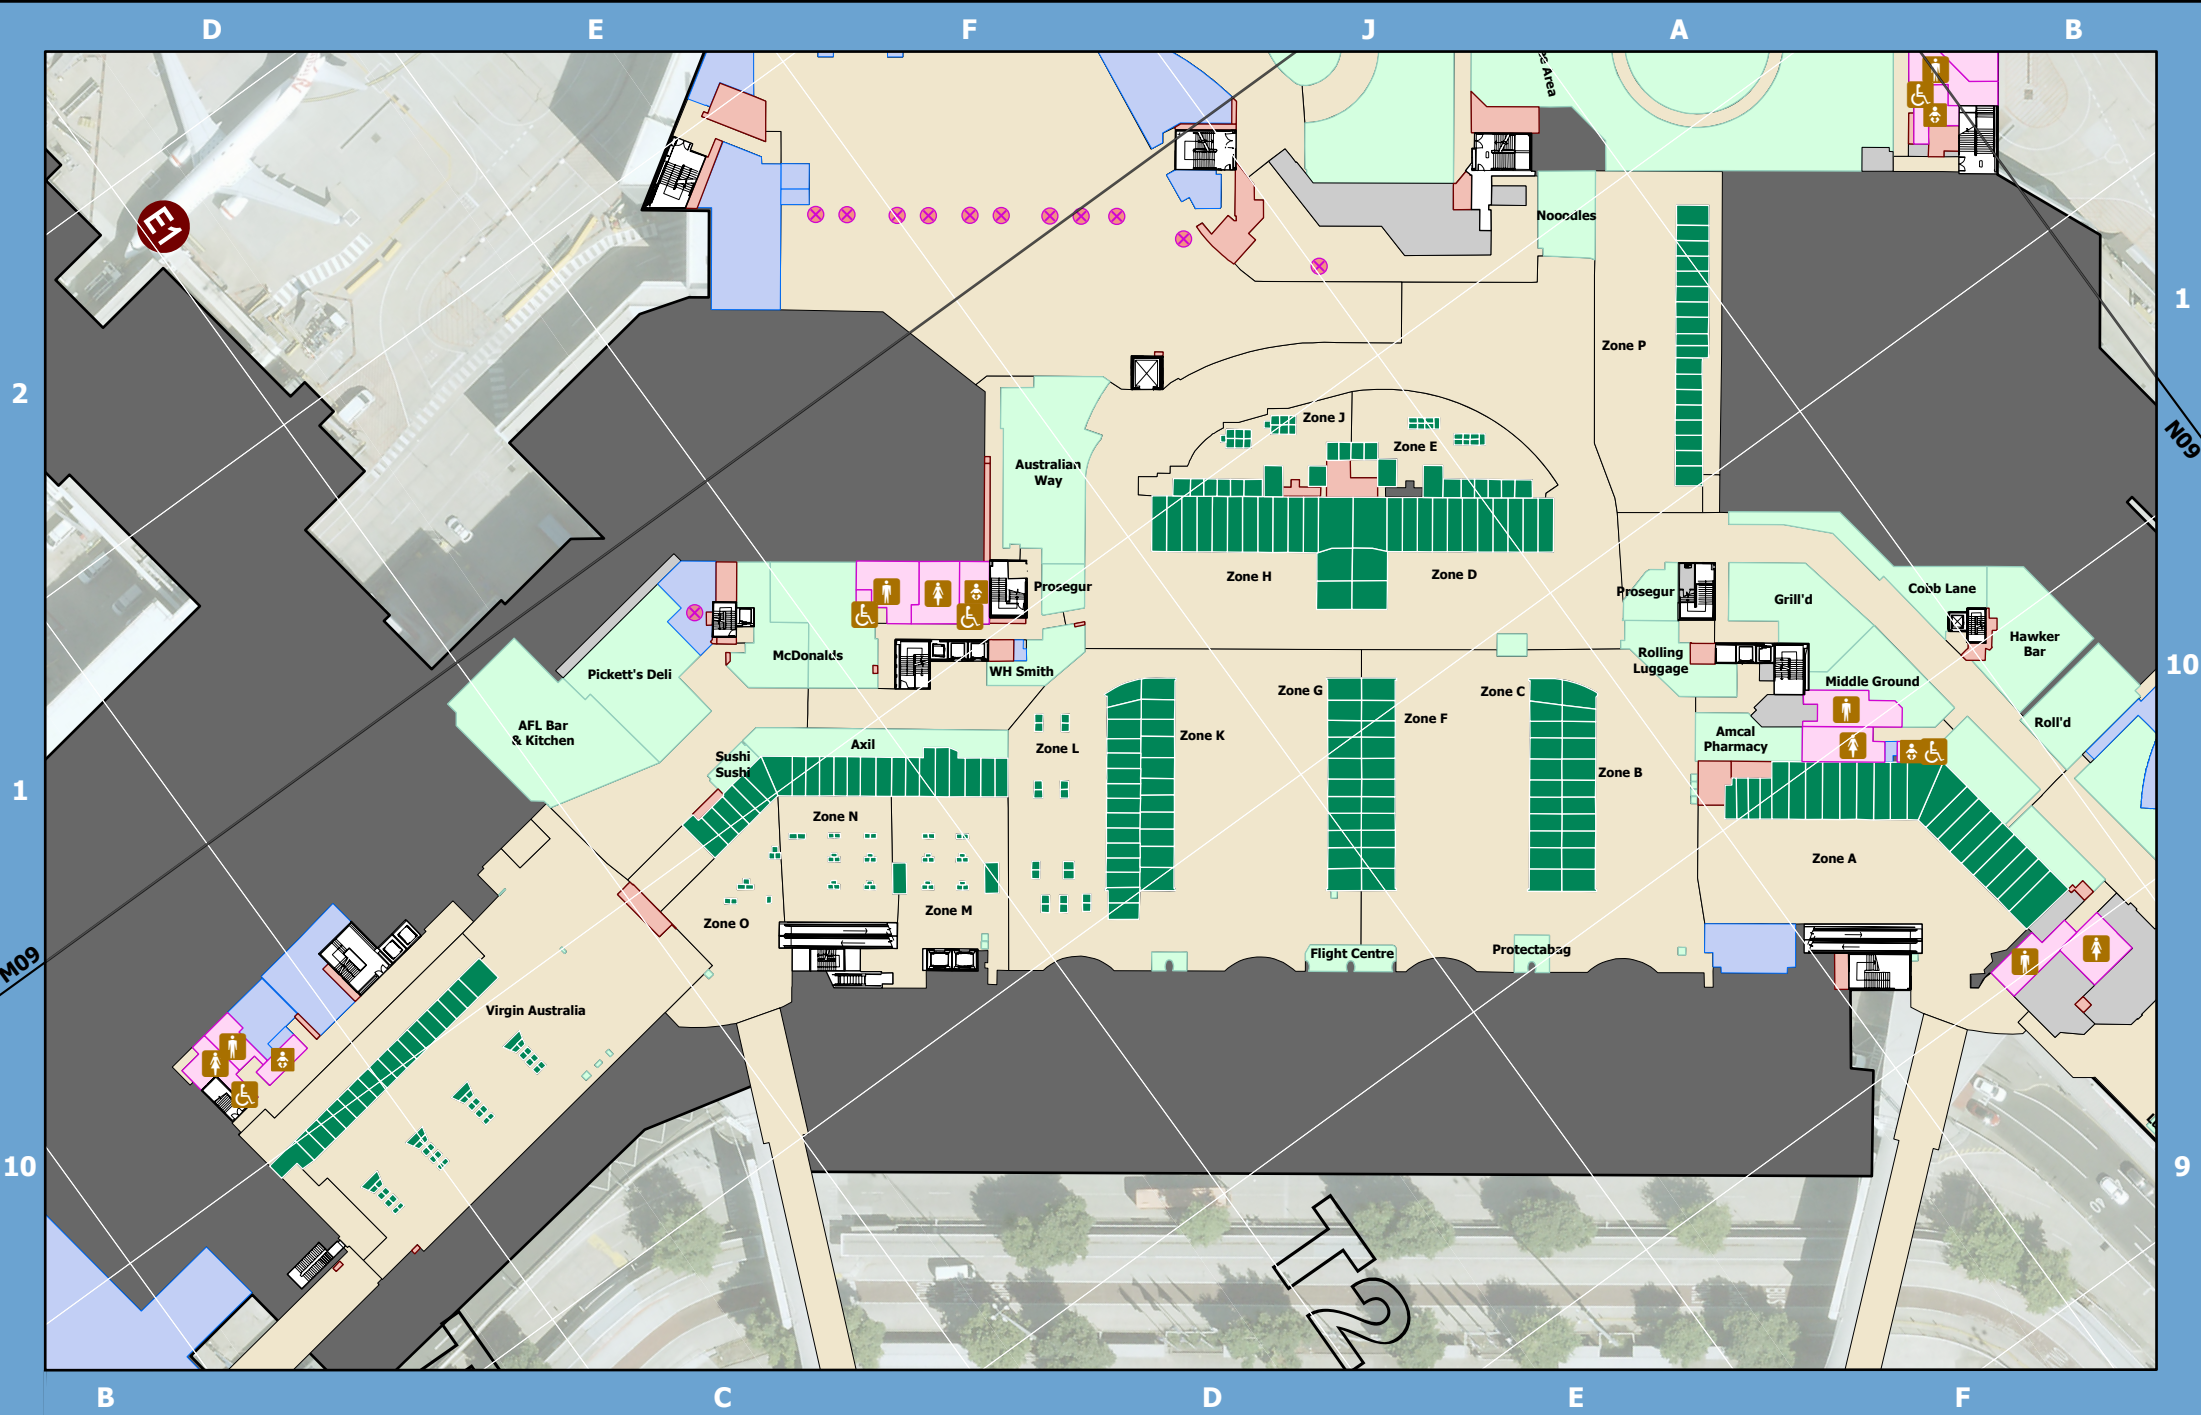 D
E
F
J
A
B
Area
E1
Noodles
1
Zone P
2
N09
Zone J
Zone E
Australian
Way
Zone H
Zone D
Prosegur
Prosegur
Grill'd
Cobb Lane
Hawker
Bar
McDonalds
WH Smith
Pickett's Deli
Rolling
Luggage
Middle Ground
10
AFL Bar
& Kitchen
Zone G
Zone C
Zone F
Roll'd
Axil
Zone L
Zone K
Amcal
Pharmacy
Sushi
Sushi
Zone B
1
Zone N
Zone A
Zone M
Zone O
Flight Centre
Protectabag
M09
Virgin Australia
10
9
T2
B
C
D
E
F